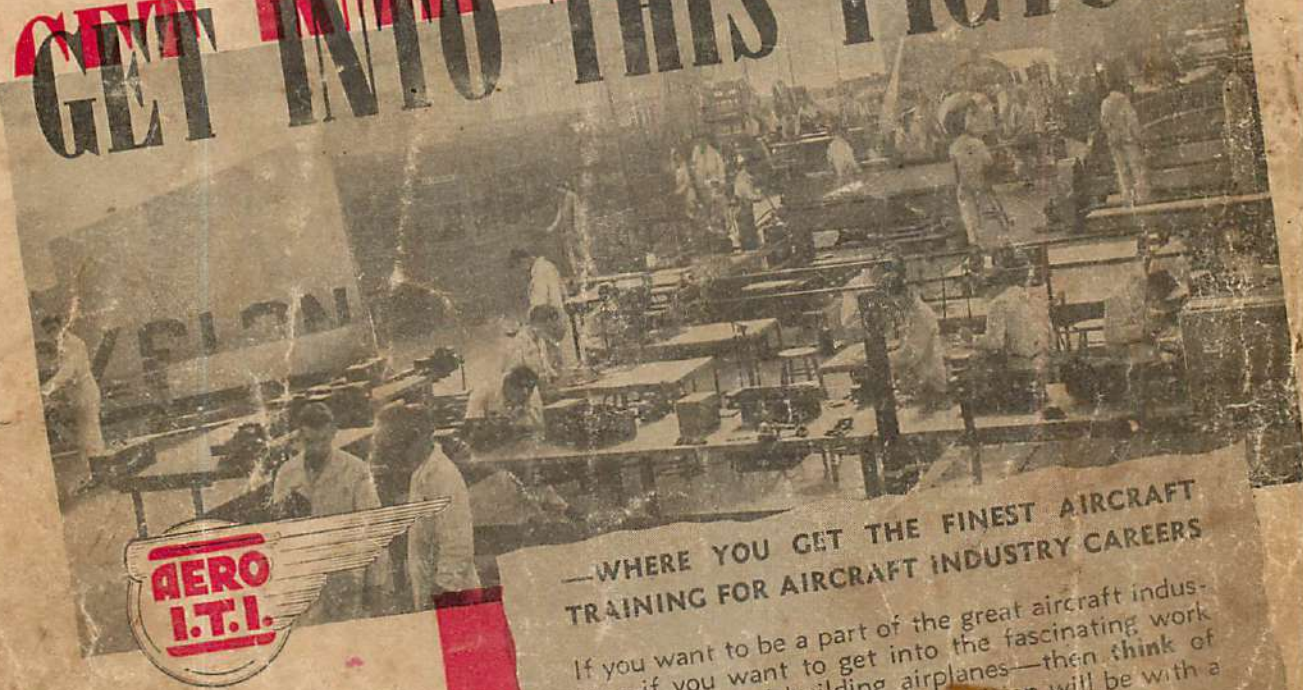 GET INTO THIS
AERO
I.T.I.
—WHERE YOU GET THE FINEST AIRCRAFT
TRAINING FOR AIRCRAFT INDUSTRY CAREERS
If you want to be a part of the great aircraft indus-
if you want to get into the fascinating work
building airplanes—then think of
will be with a